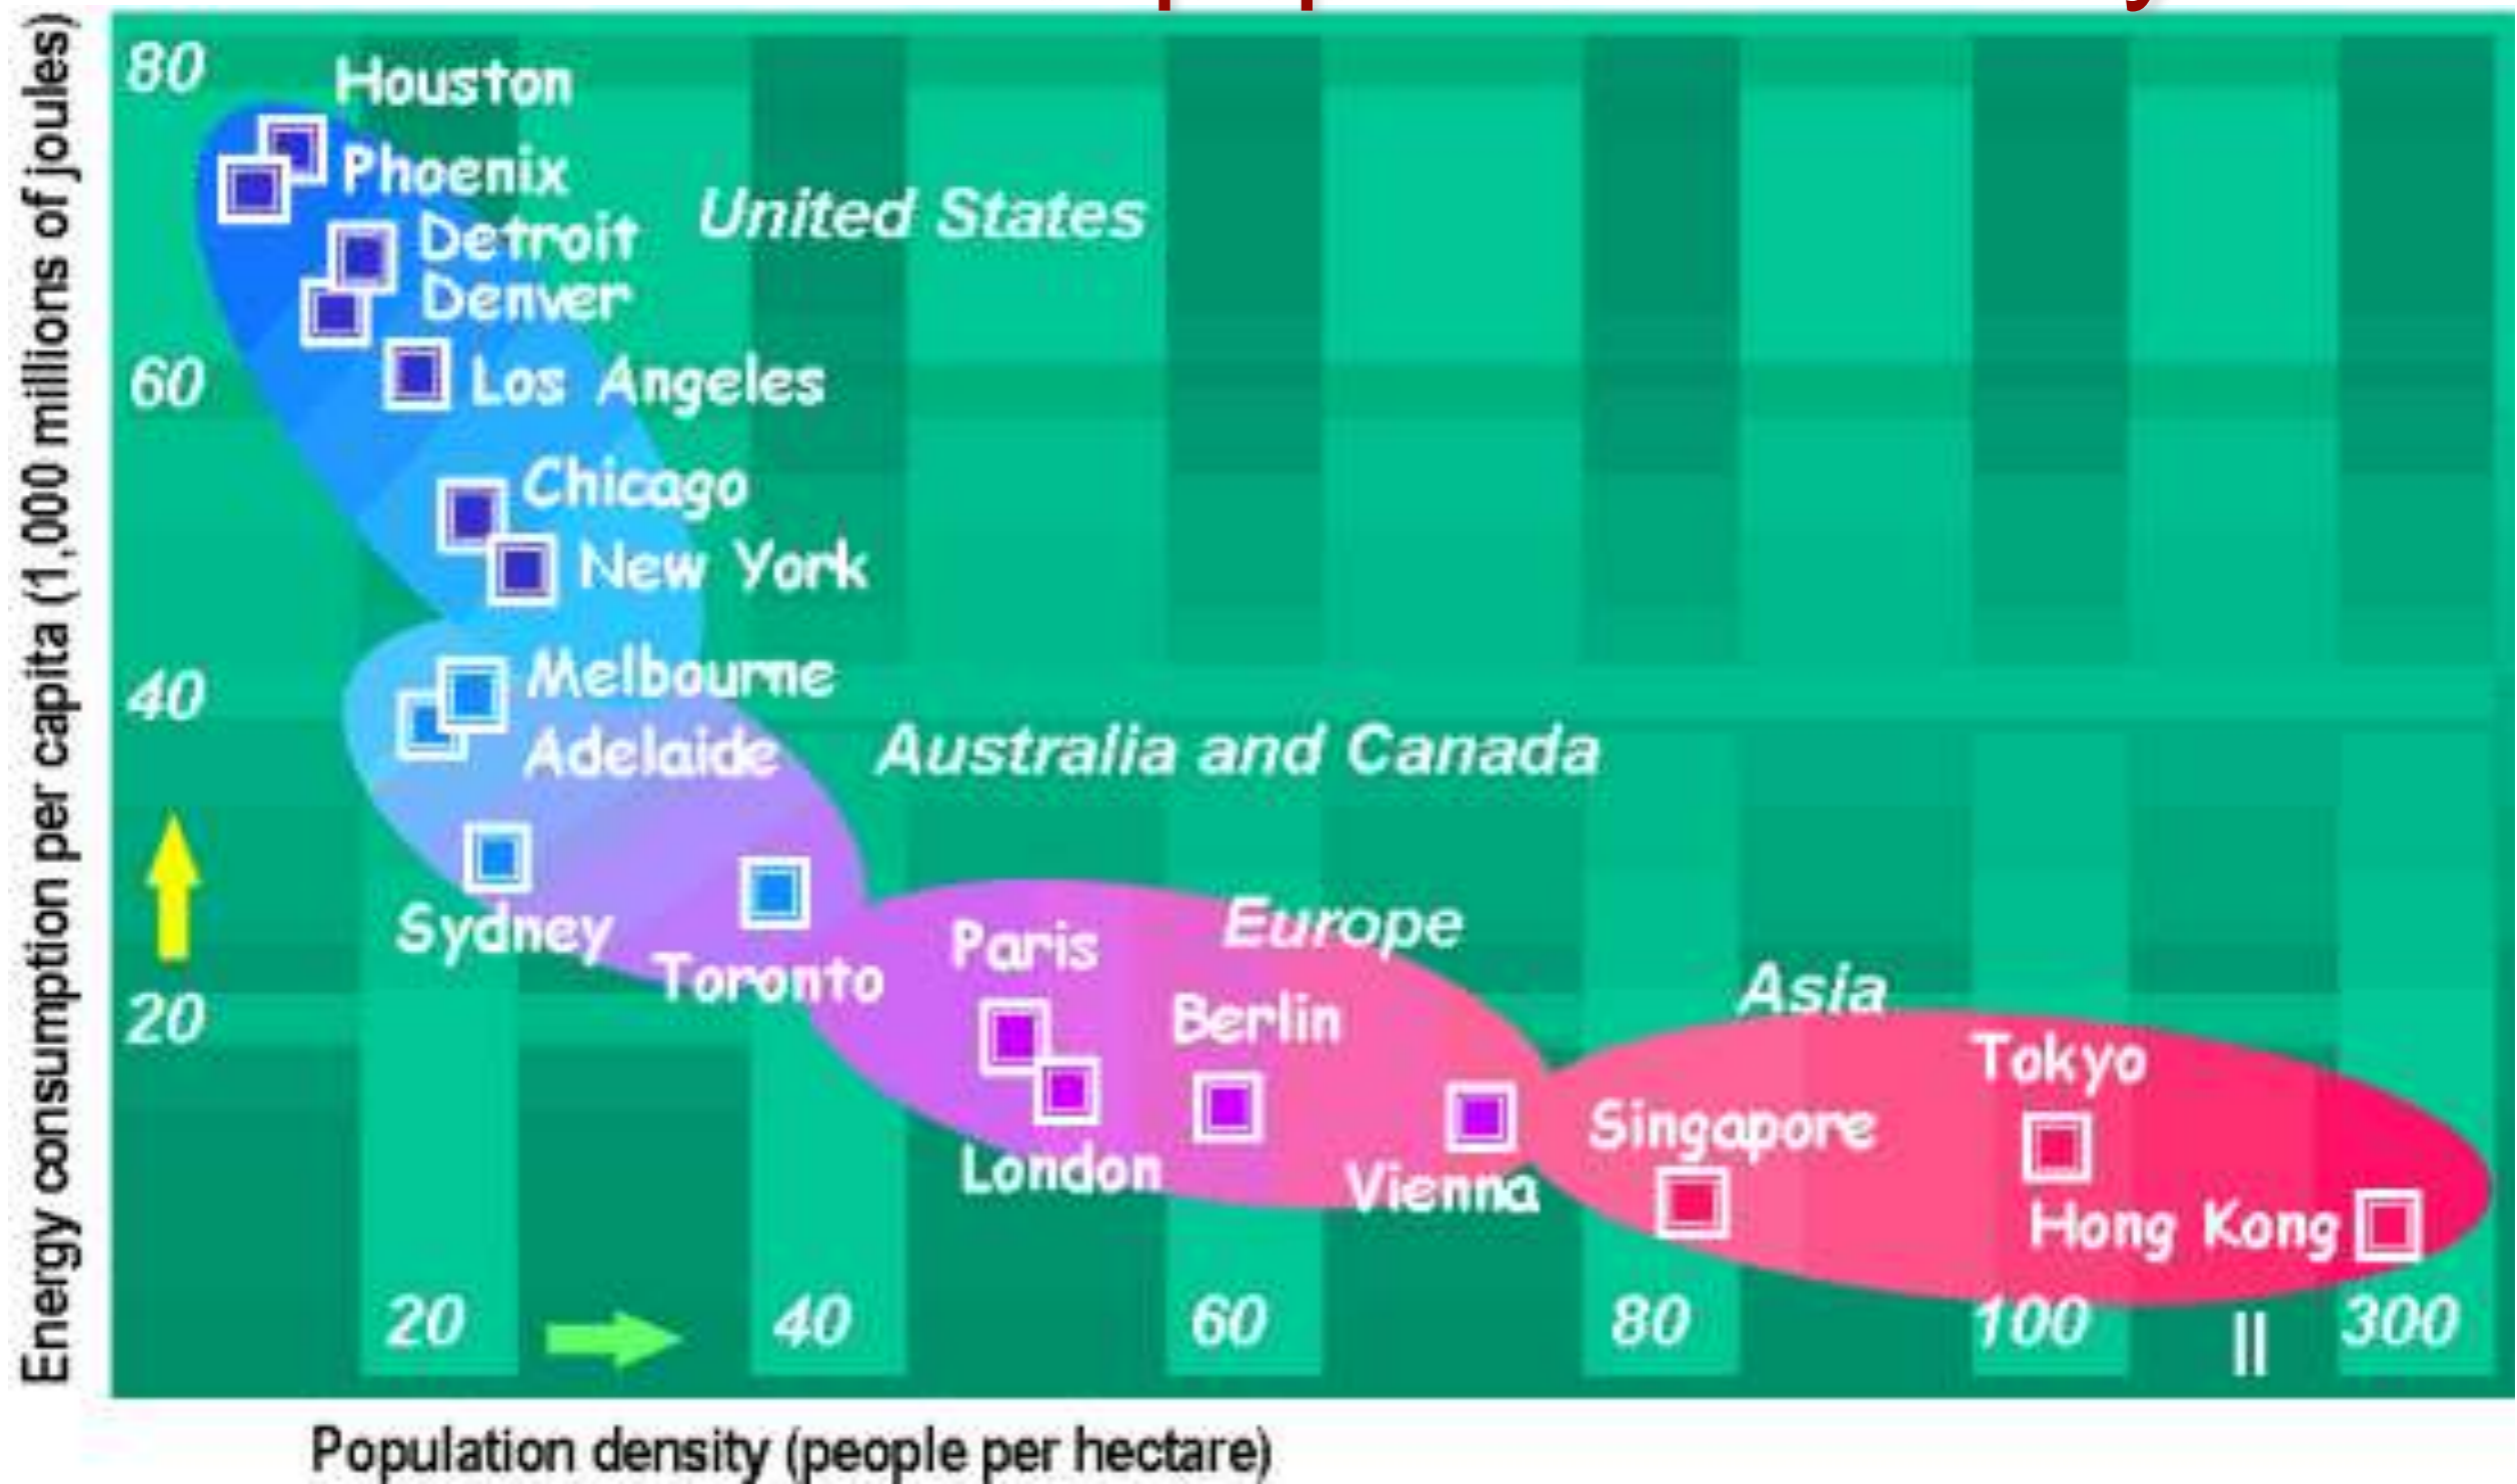 Energy consumption per capita (1,000 millions of joules)
80
Houston
Phoenix
United States
Detroit
Denver
60
Los Angeles
Chicago
New York
40
Melbourne
Adelaide
Australia and Canada
Sydney
Toronto
Paris
Europe
Asia
20
Berlin
Tokyo
London
Vienna
Singapore
Hong Kong
20
40
60
80
100
||
300
Population density (people per hectare)